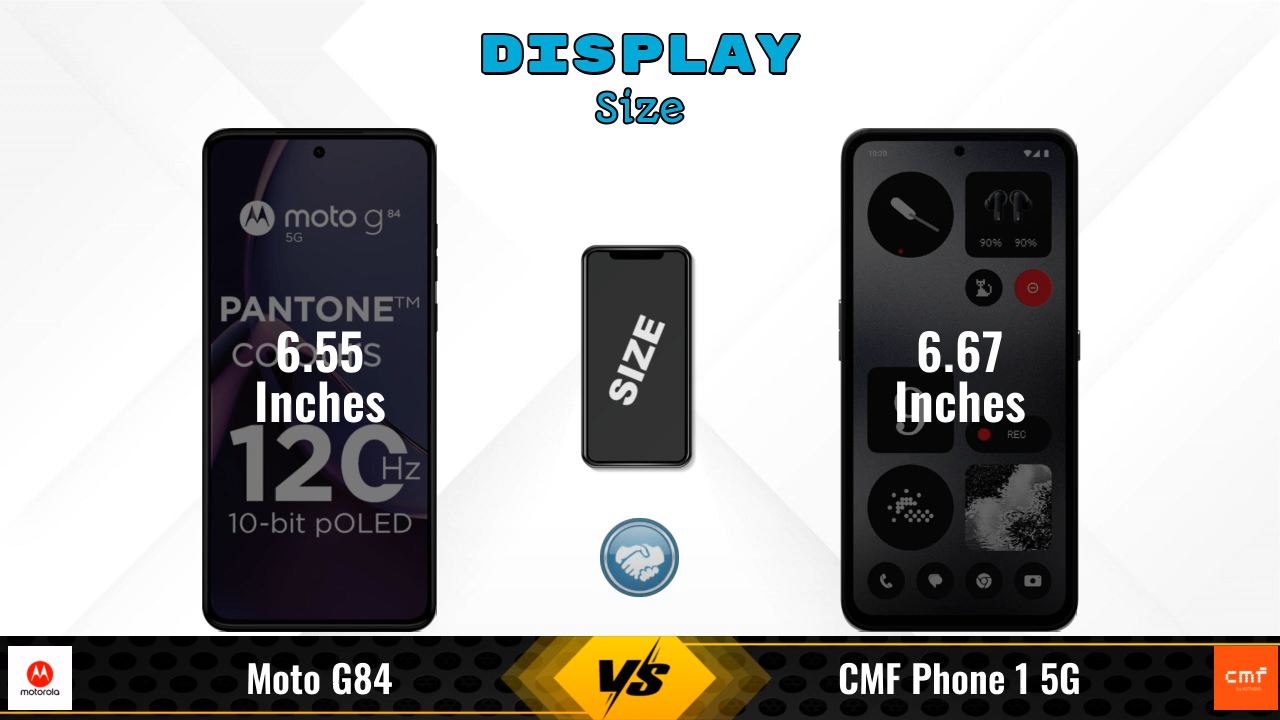 DISPLAY
Size
moto g84
5G
PANTONE™
6.55
Inches
120Hz
10-bit pOLED
SIZE
10:20
90% 90%
6.67
Inches
REC
motorola
Moto G84
VS
CMF Phone 1 5G
cmf